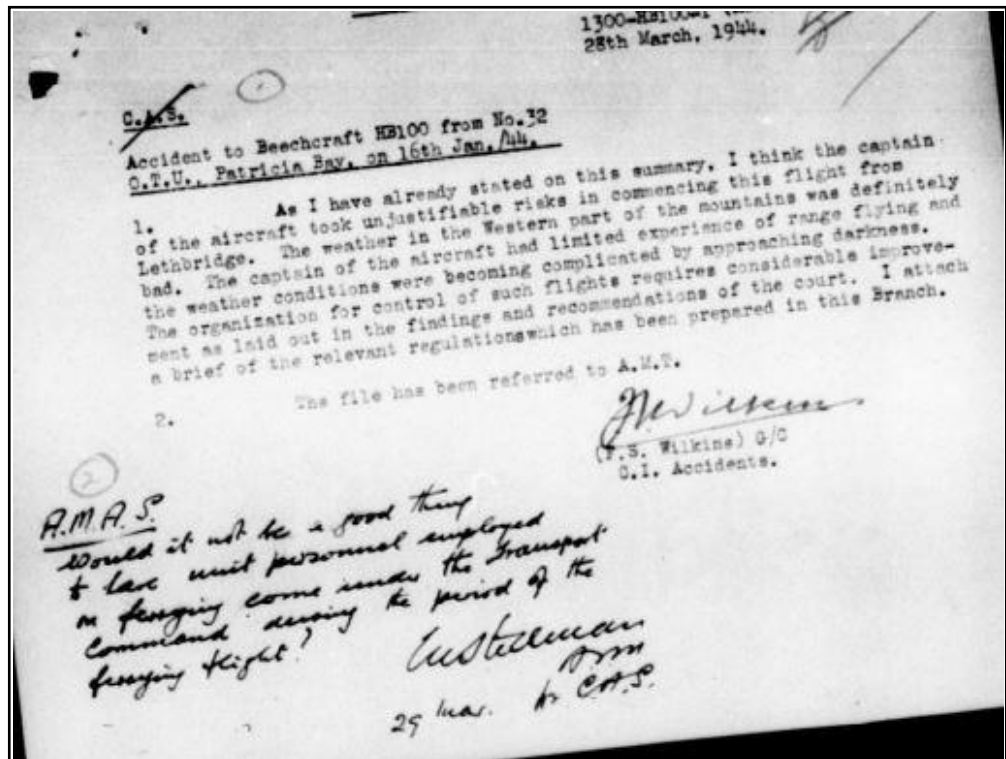 1300-HB100-1
28th March, 1944.
1
C.A.S.
Accident to Beechcraft HB100 from No.32
O.T.U., Patricia Bay, on 16th Jan./44.
1. As I have already stated on this summary. I think the captain
of the aircraft took unjustifiable risks in commencing this flight from
Lethbridge. The weather in the Western part of the mountains was definitely
bad. The captain of the aircraft had limited experience of range flying and
the weather conditions were becoming complicated by approaching darkness.
The organization for control of such flights requires considerable improve-
ment as laid out in the findings and recommendations of the court. I attach
a brief of the relevant regulationswhich has been prepared in this Branch.
2. The file has been referred to A.M.T.
(F.S. Wilkins) G/C
C.I. Accidents.
2
A.M.A.S.
Would it not be a good thing
to have unit personnel employed
on ferrying come under the Transport
Command during the period of the
ferrying flight?
29 Mar. C.A.S.